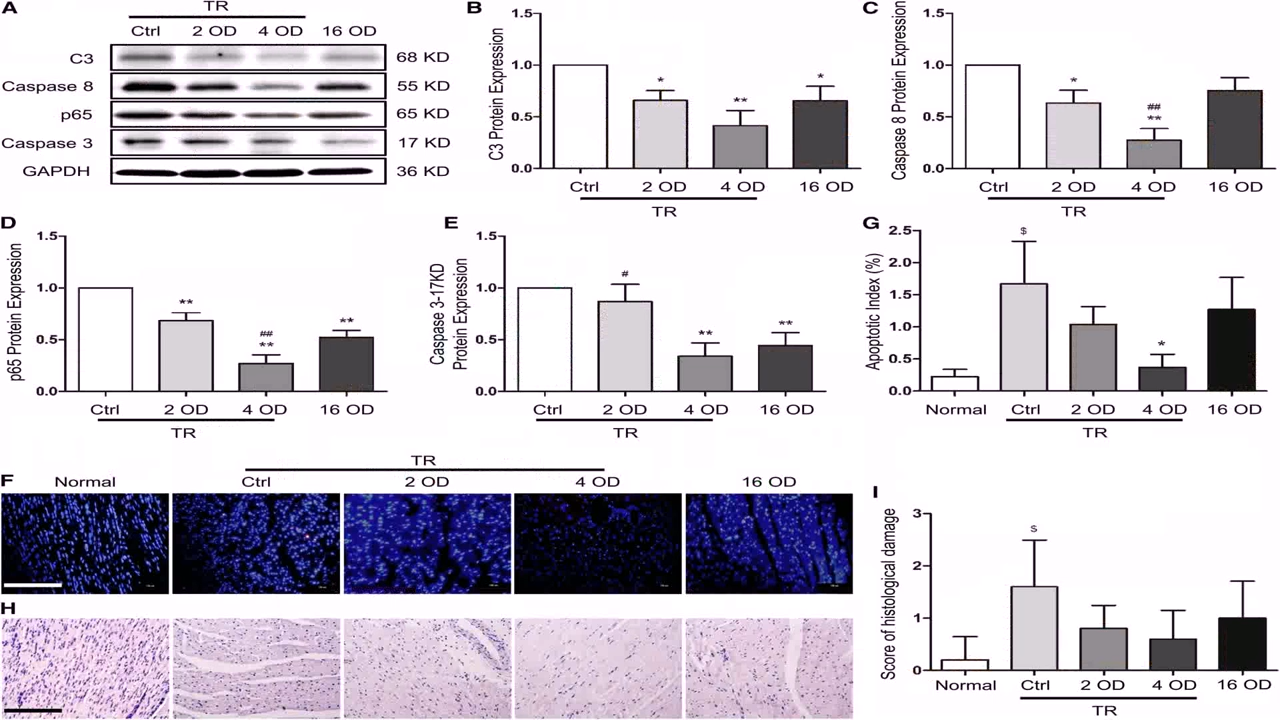 A
TR
Ctrl 2 OD 4 OD 16 OD
C3 68 KD
Caspase 8 55 KD
p65 65 KD
Caspase 3 17 KD
GAPDH 36 KD
B
C3 Protein Expression
1.5
1.0
0.5
0.0
* ** *
Ctrl 2 OD 4 OD 16 OD
TR
C
Caspase 8 Protein Expression
1.5
1.0
0.5
0.0
* ## **
Ctrl 2 OD 4 OD 16 OD
TR
D
p65 Protein Expression
1.5
1.0
0.5
0.0
** ## ** **
Ctrl 2 OD 4 OD 16 OD
TR
E
Caspase 3-17KD
Protein Expression
1.5
1.0
0.5
0.0
# ** **
Ctrl 2 OD 4 OD 16 OD
TR
G
Apoptotic Index (%)
2.5
2.0
1.5
1.0
0.5
0.0
$ *
Normal Ctrl 2 OD 4 OD 16 OD
TR
F
TR
Normal Ctrl 2 OD 4 OD 16 OD
H
I
Score of histological damage
3
2
1
0
$
Normal Ctrl 2 OD 4 OD 16 OD
TR